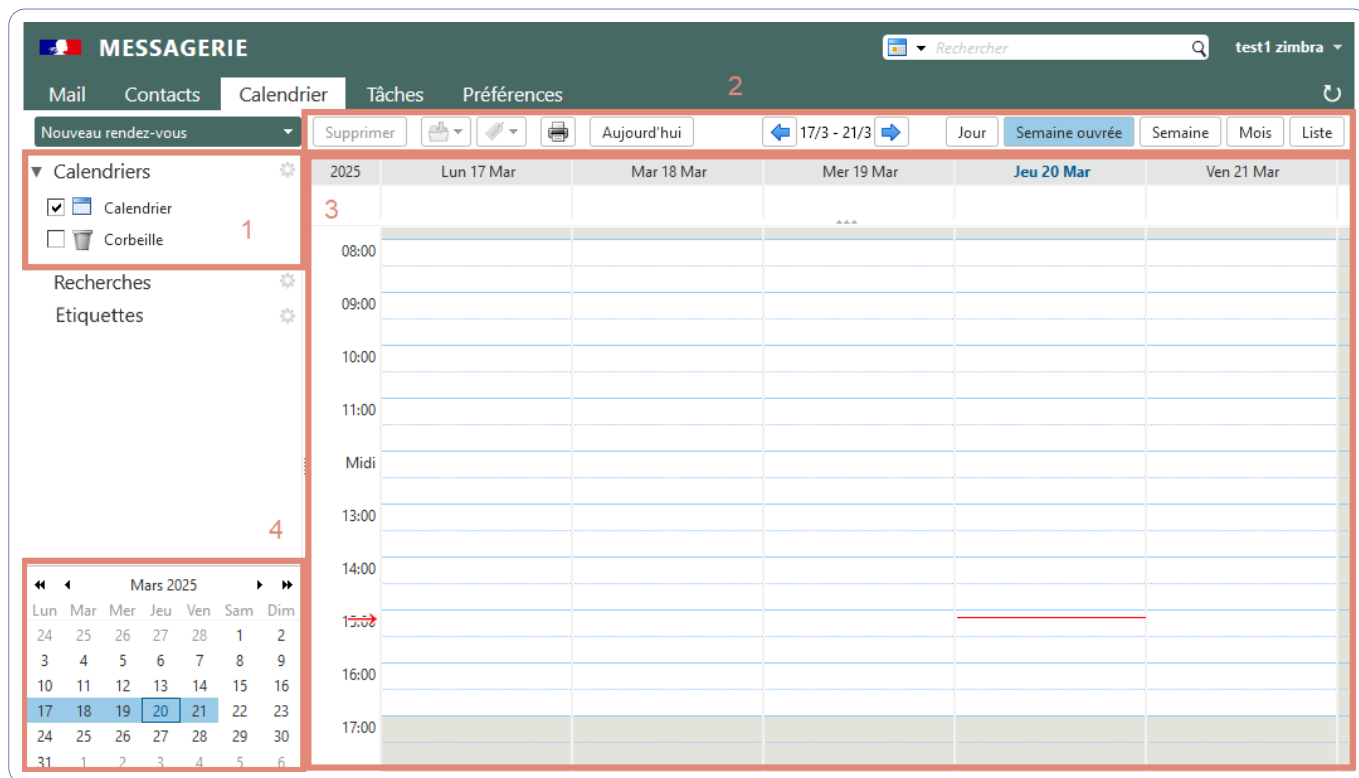 MESSAGERIE
Rechercher
test1 zimbra
Mail Contacts Calendrier Tâches Préférences
2
Nouveau rendez-vous
Supprimer Aujourd'hui 17/3 - 21/3 Jour Semaine ouvrée Semaine Mois Liste
Calendriers
Calendrier
Corbeille
1
Recherches
Etiquettes
2025 Lun 17 Mar Mar 18 Mar Mer 19 Mar Jeu 20 Mar Ven 21 Mar
3
08:00
09:00
10:00
11:00
Midi
13:00
14:00
16:00
17:00
4
Mars 2025
Lun Mar Mer Jeu Ven Sam Dim
24 25 26 27 28 1 2
3 4 5 6 7 8 9
10 11 12 13 14 15 16
17 18 19 20 21 22 23
24 25 26 27 28 29 30
31 1 2 3 4 5 6